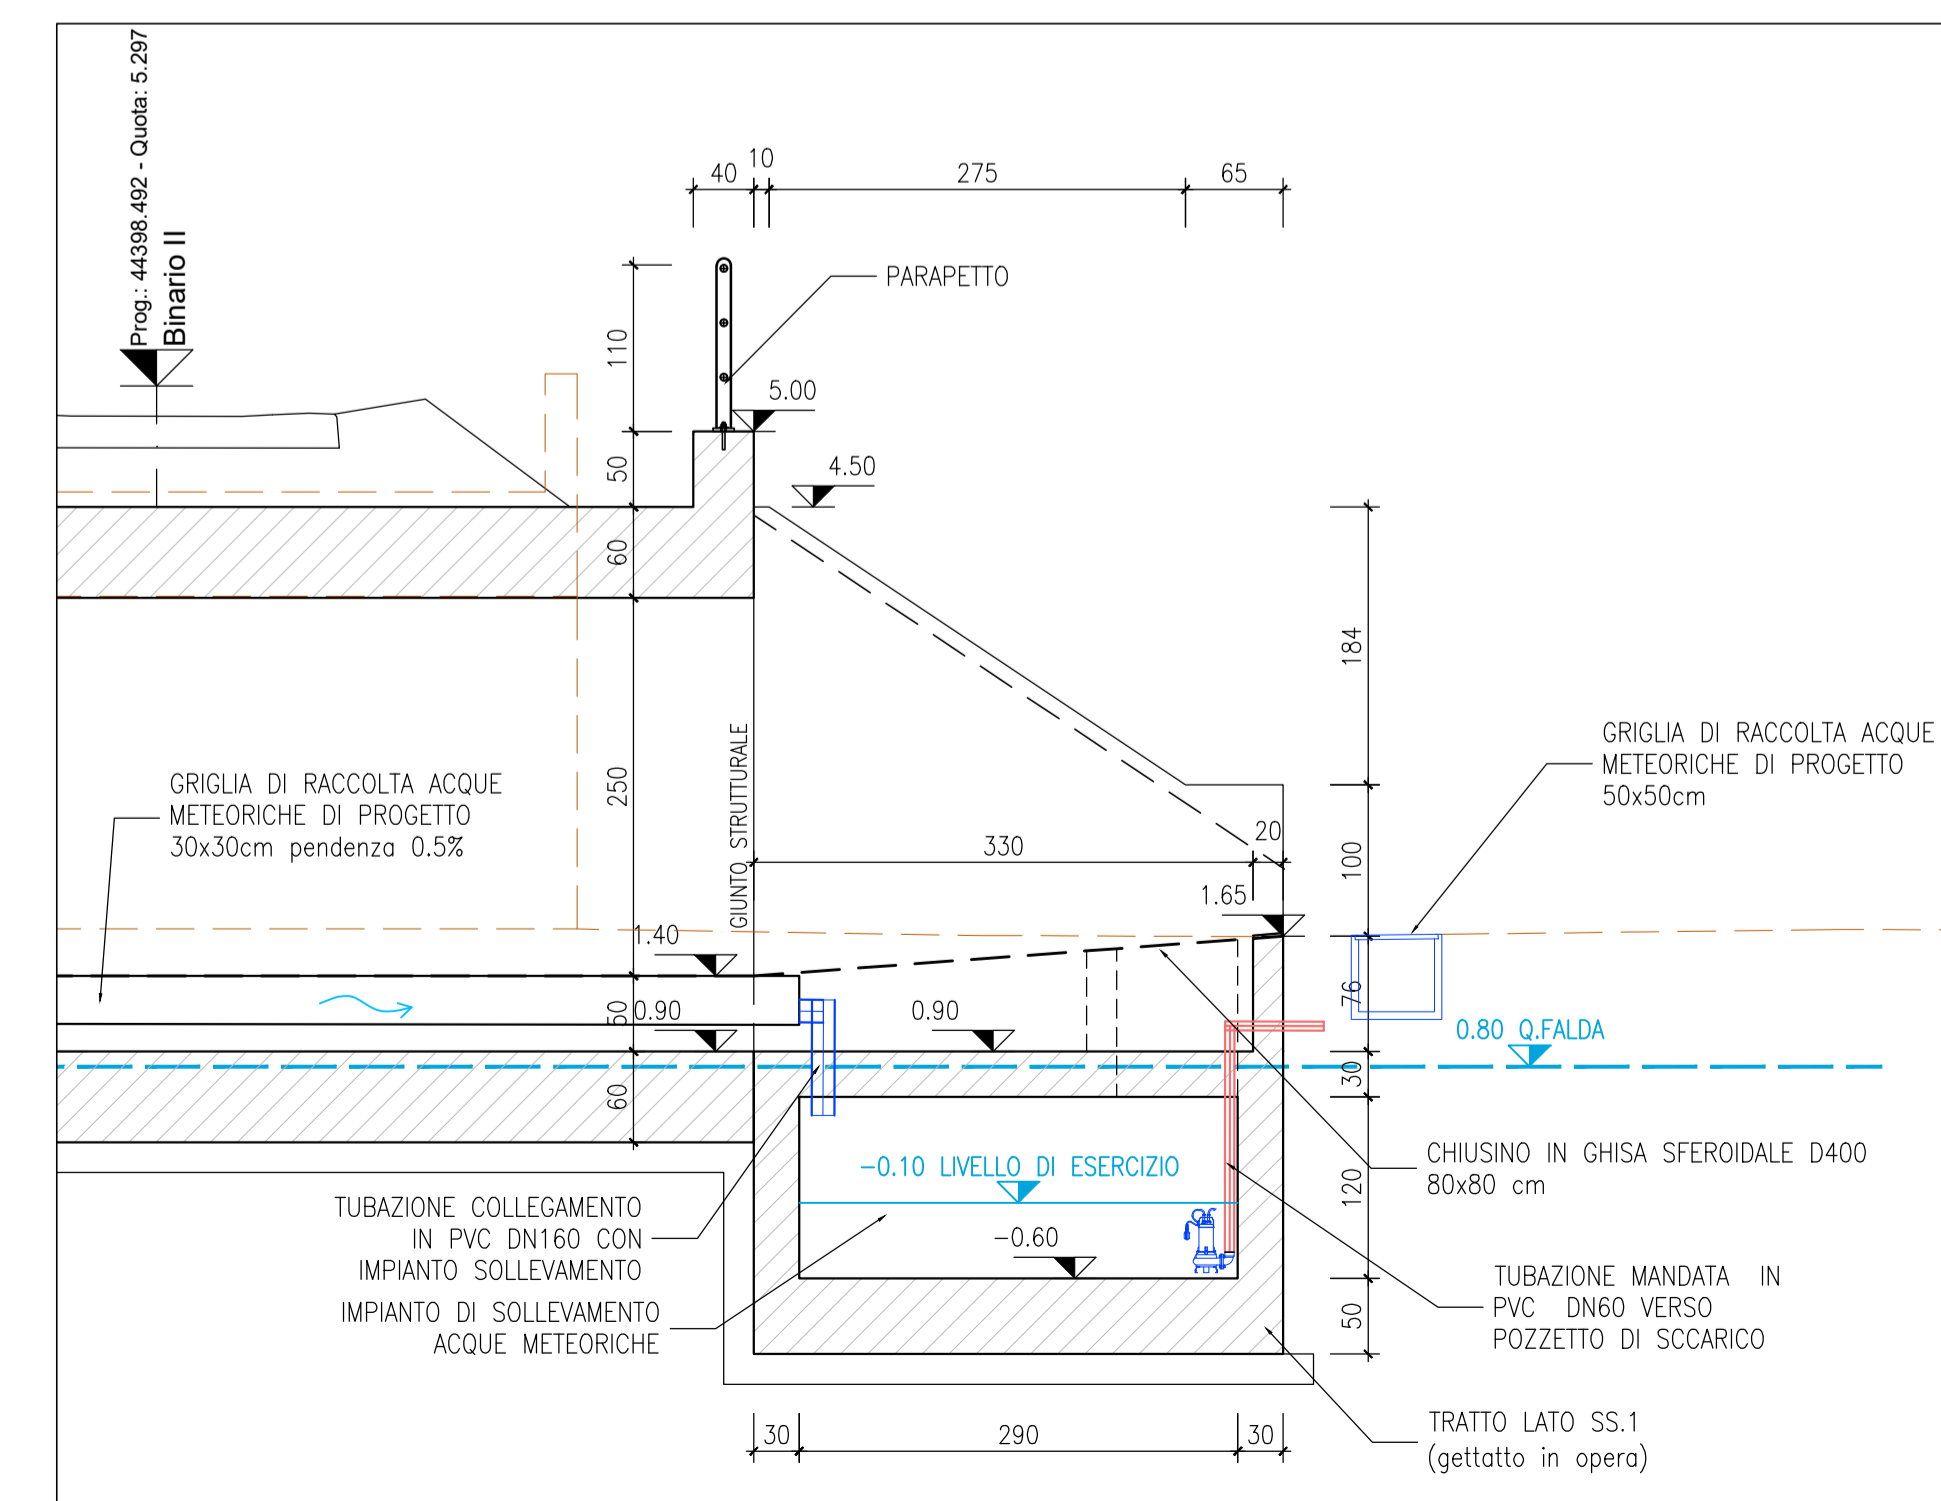 Prog.: 44398.492 - Quota: 5.297
Binario II
40
10
275
65
PARAPETTO
110
5.00
50
4.50
60
184
GRIGLIA DI RACCOLTA ACQUE
METEORICHE DI PROGETTO
50x50cm
GRIGLIA DI RACCOLTA ACQUE
METEORICHE DI PROGETTO
30x30cm pendenza 0.5%
250
GIUNTO STRUTTURALE
330
20
100
1.65
1.40
50
0.90
0.90
76
0.80 Q.FALDA
60
30
-0.10 LIVELLO DI ESERCIZIO
CHIUSINO IN GHISA SFEROIDALE D400
80x80 cm
120
TUBAZIONE COLLEGAMENTO
IN PVC DN160 CON
IMPIANTO SOLLEVAMENTO
-0.60
IMPIANTO DI SOLLEVAMENTO
ACQUE METEORICHE
TUBAZIONE MANDATA IN
PVC DN60 VERSO
POZZETTO DI SCCARICO
50
TRATTO LATO SS.1
(gettatto in opera)
30
290
30